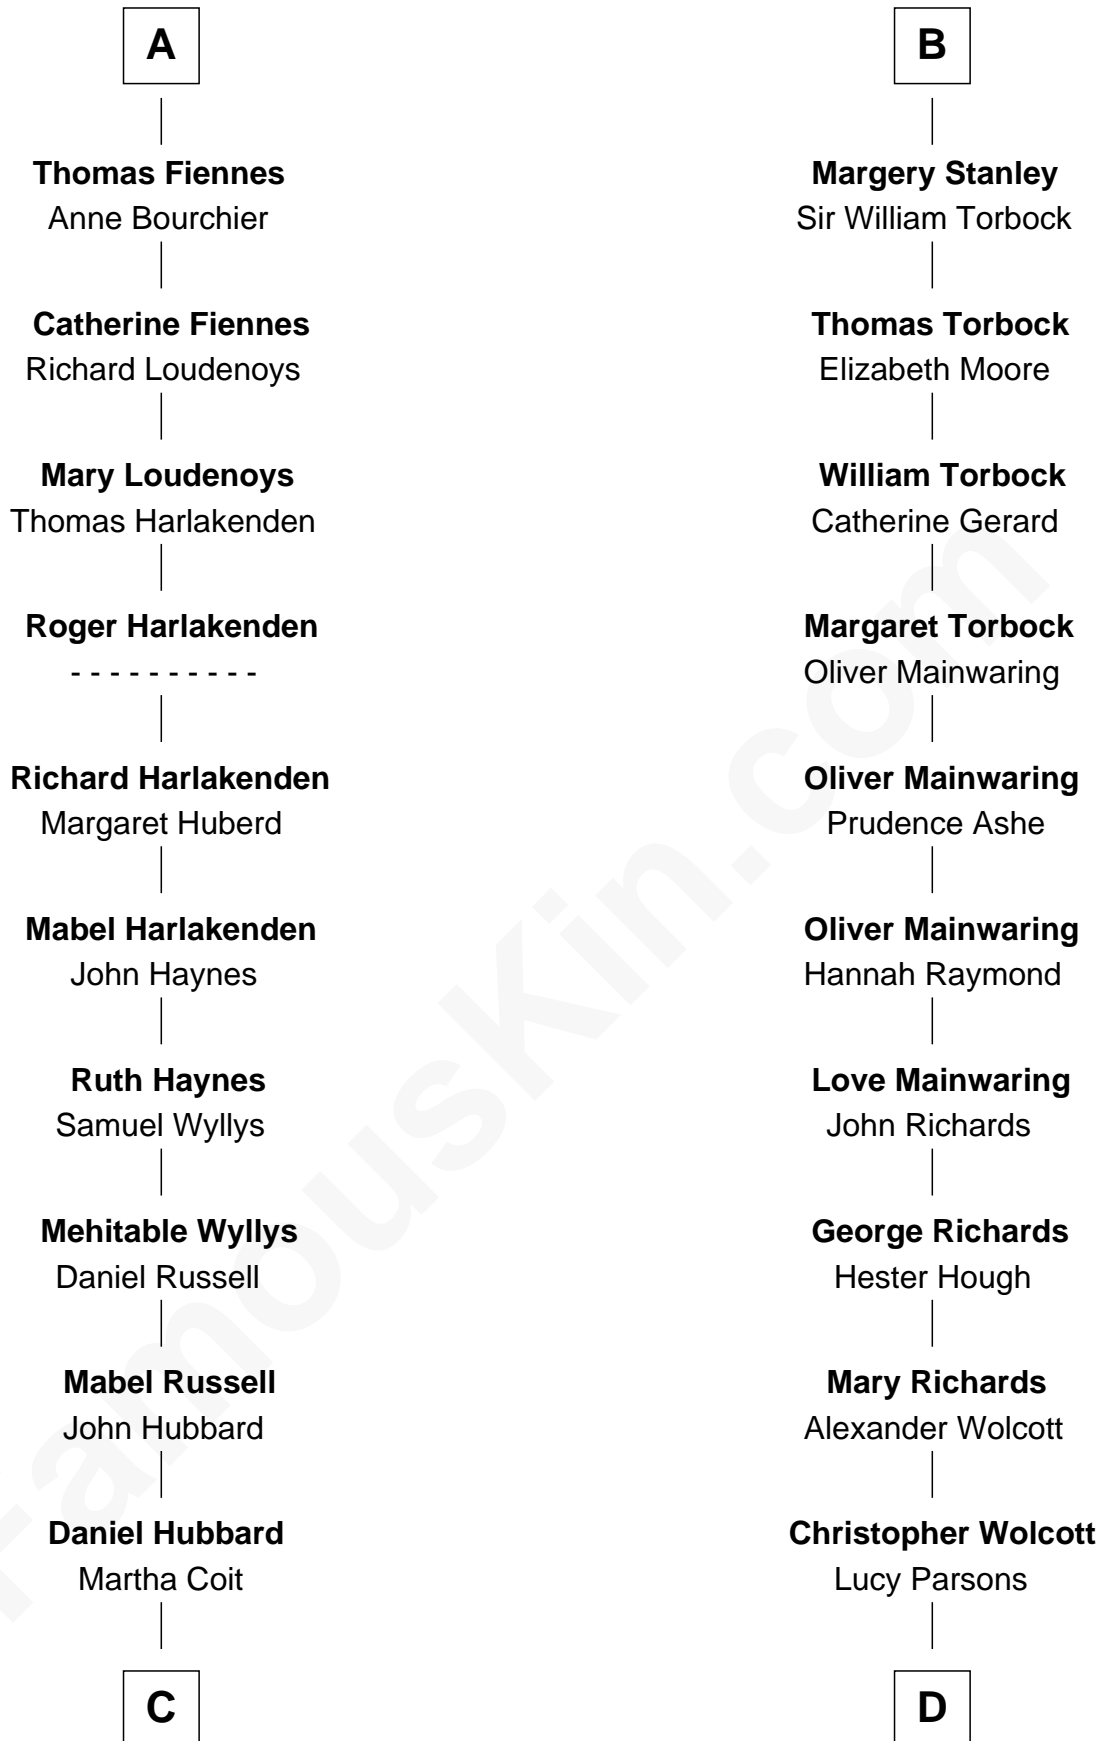 A
Thomas Fiennes
Anne Bourchier
Catherine Fiennes
Richard Loudenoys
Mary Loudenoys
Thomas Harlakenden
Roger Harlakenden
- - - - - - - - - -
Richard Harlakenden
Margaret Huberd
Mabel Harlakenden
John Haynes
Ruth Haynes
Samuel Wyllys
Mehitable Wyllys
Daniel Russell
Mabel Russell
John Hubbard
Daniel Hubbard
Martha Coit
C
B
Margery Stanley
Sir William Torbock
Thomas Torbock
Elizabeth Moore
William Torbock
Catherine Gerard
Margaret Torbock
Oliver Mainwaring
Oliver Mainwaring
Prudence Ashe
Oliver Mainwaring
Hannah Raymond
Love Mainwaring
John Richards
George Richards
Hester Hough
Mary Richards
Alexander Wolcott
Christopher Wolcott
Lucy Parsons
D
FamousKin.com